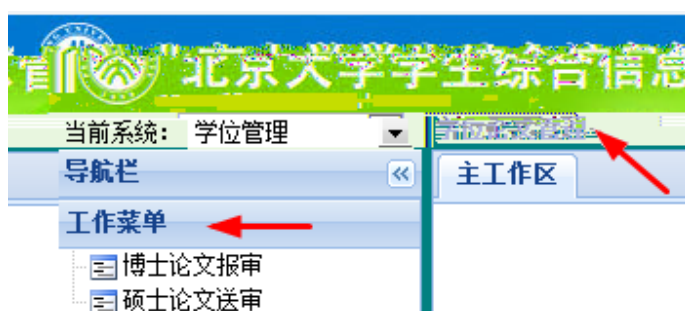 北京大学学生综合信息
当前系统： 学位管理
导航栏
主工作区
工作菜单
博士论文报审
硕士论文送审